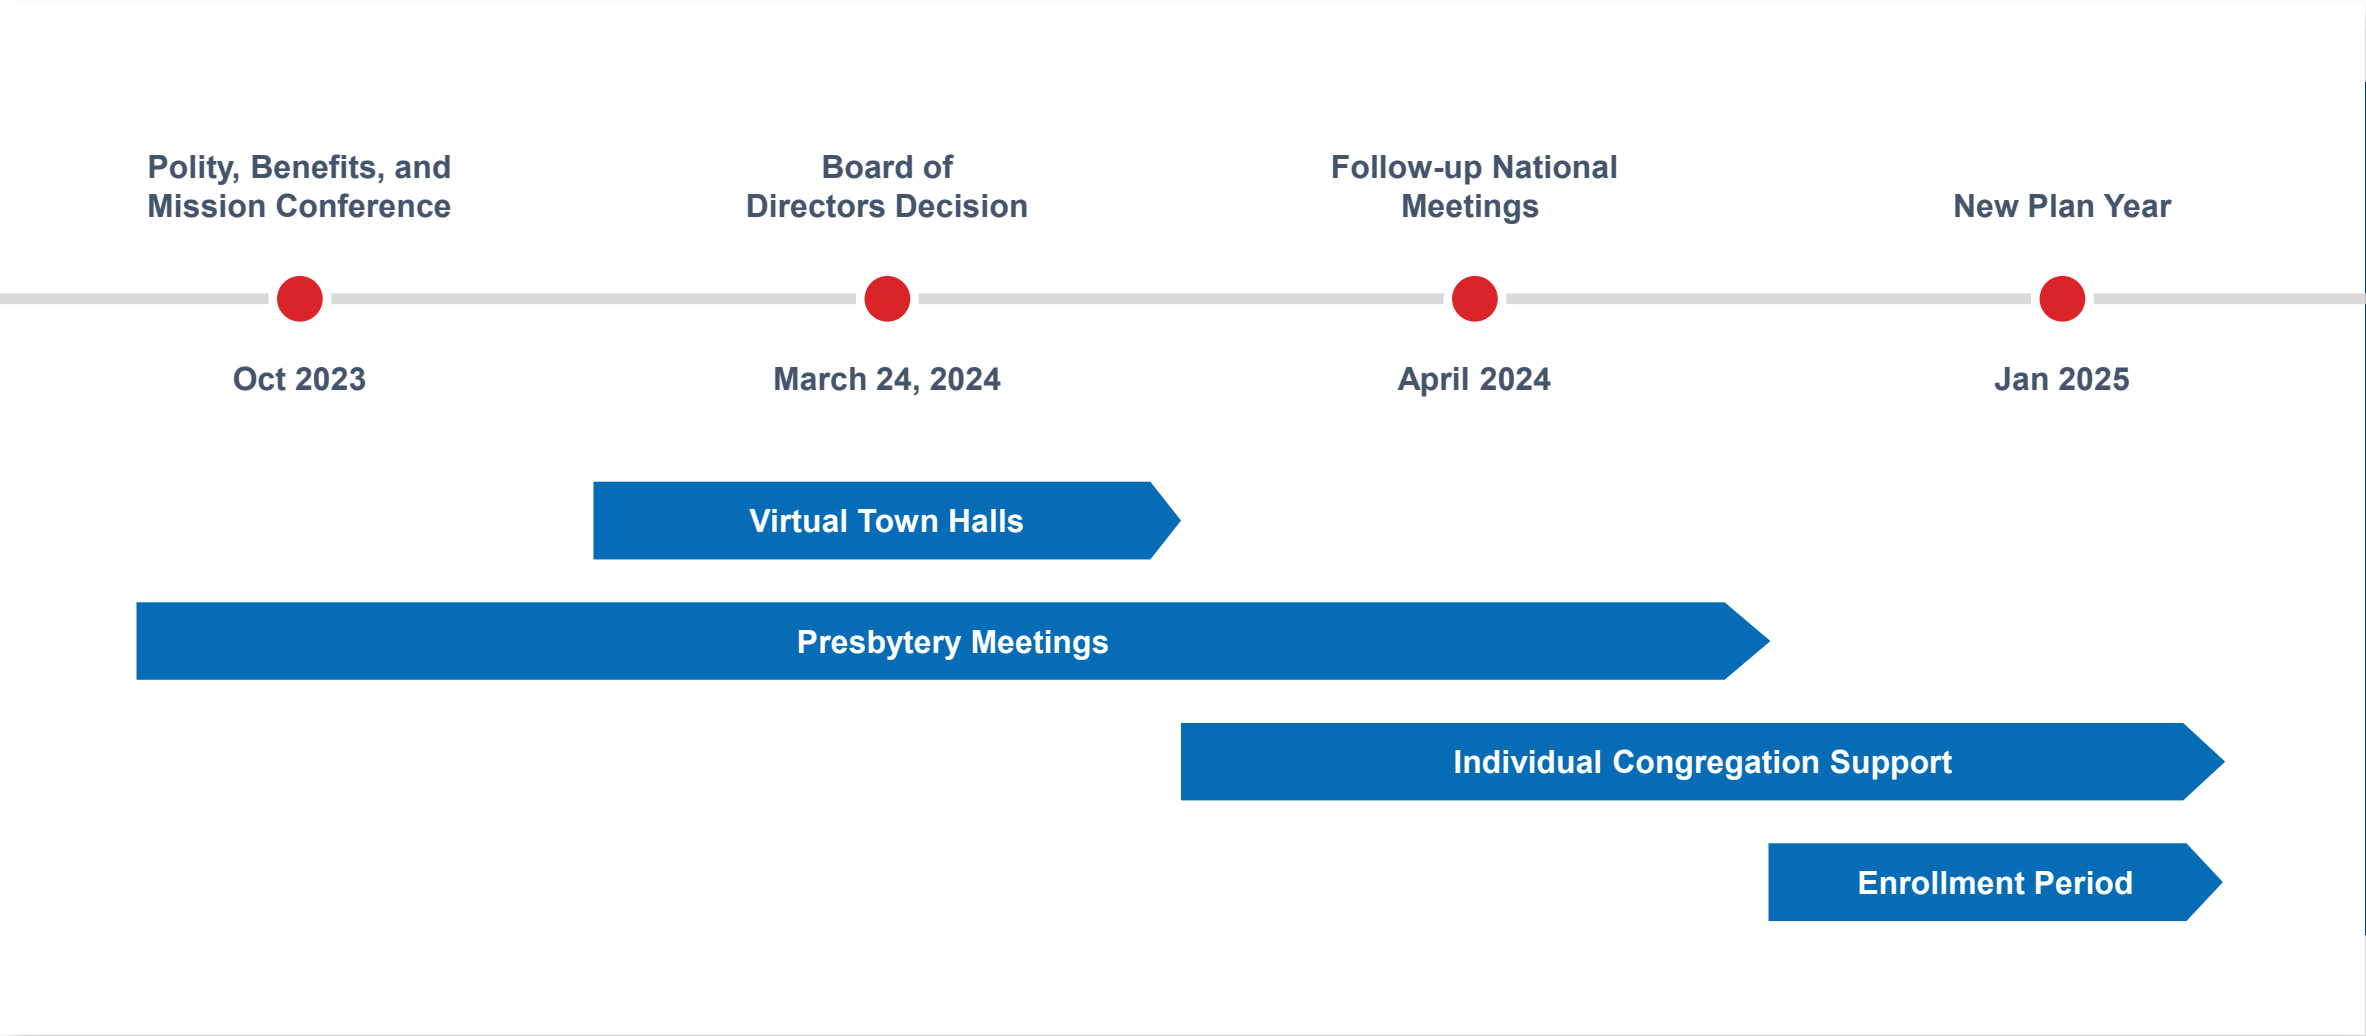 Polity, Benefits, and
Mission Conference
Board of
Directors Decision
Follow-up National
Meetings
New Plan Year
Oct 2023
March 24, 2024
April 2024
Jan 2025
Virtual Town Halls
Presbytery Meetings
Individual Congregation Support
Enrollment Period